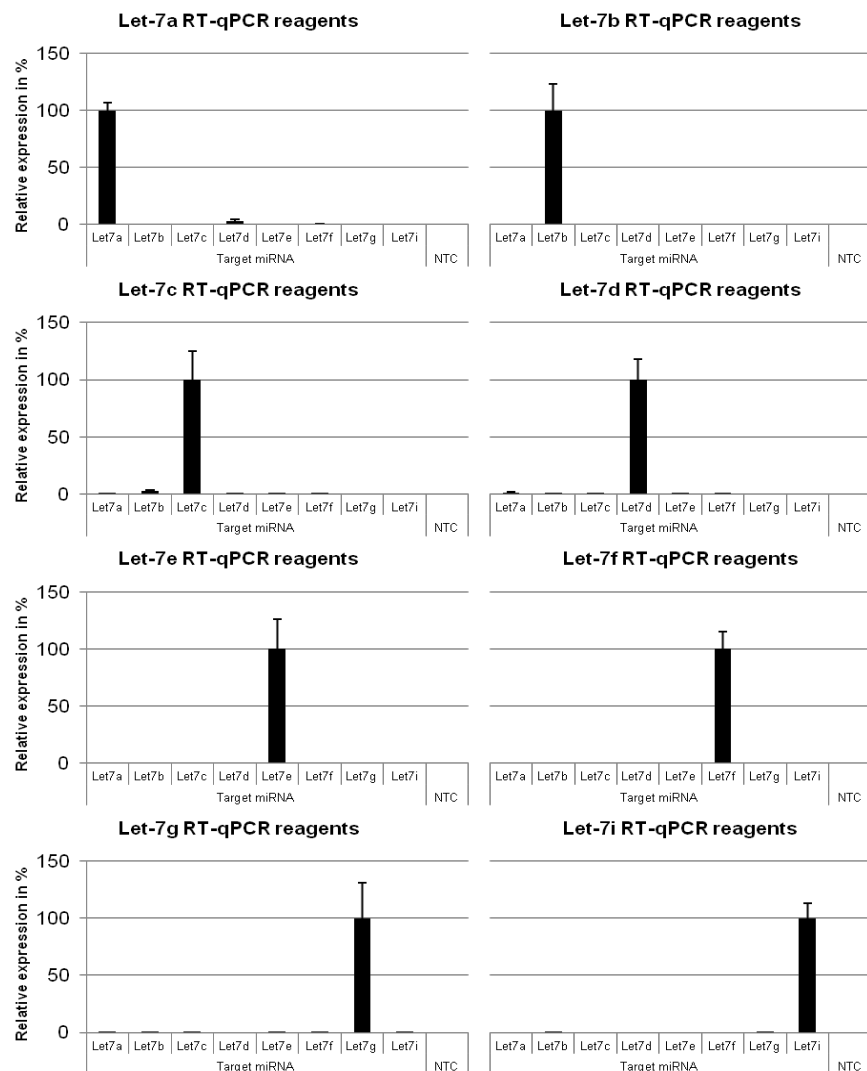 Let-7a RT-qPCR reagents
Let-7b RT-qPCR reagents
Relative expression in %
150
100
50
0
Let7a Let7b Let7c Let7d Let7e Let7f Let7g Let7i
Target miRNA NTC
Let7a Let7b Let7c Let7d Let7e Let7f Let7g Let7i
Target miRNA NTC
Let-7c RT-qPCR reagents
Let-7d RT-qPCR reagents
Relative expression in %
150
100
50
0
Let7a Let7b Let7c Let7d Let7e Let7f Let7g Let7i
Target miRNA NTC
Let7a Let7b Let7c Let7d Let7e Let7f Let7g Let7i
Target miRNA NTC
Let-7e RT-qPCR reagents
Let-7f RT-qPCR reagents
Relative expression in %
150
100
50
0
Let7a Let7b Let7c Let7d Let7e Let7f Let7g Let7i
Target miRNA NTC
Let7a Let7b Let7c Let7d Let7e Let7f Let7g Let7i
Target miRNA NTC
Let-7g RT-qPCR reagents
Let-7i RT-qPCR reagents
Relative expression in %
150
100
50
0
Let7a Let7b Let7c Let7d Let7e Let7f Let7g Let7i
Target miRNA NTC
Let7a Let7b Let7c Let7d Let7e Let7f Let7g Let7i
Target miRNA NTC